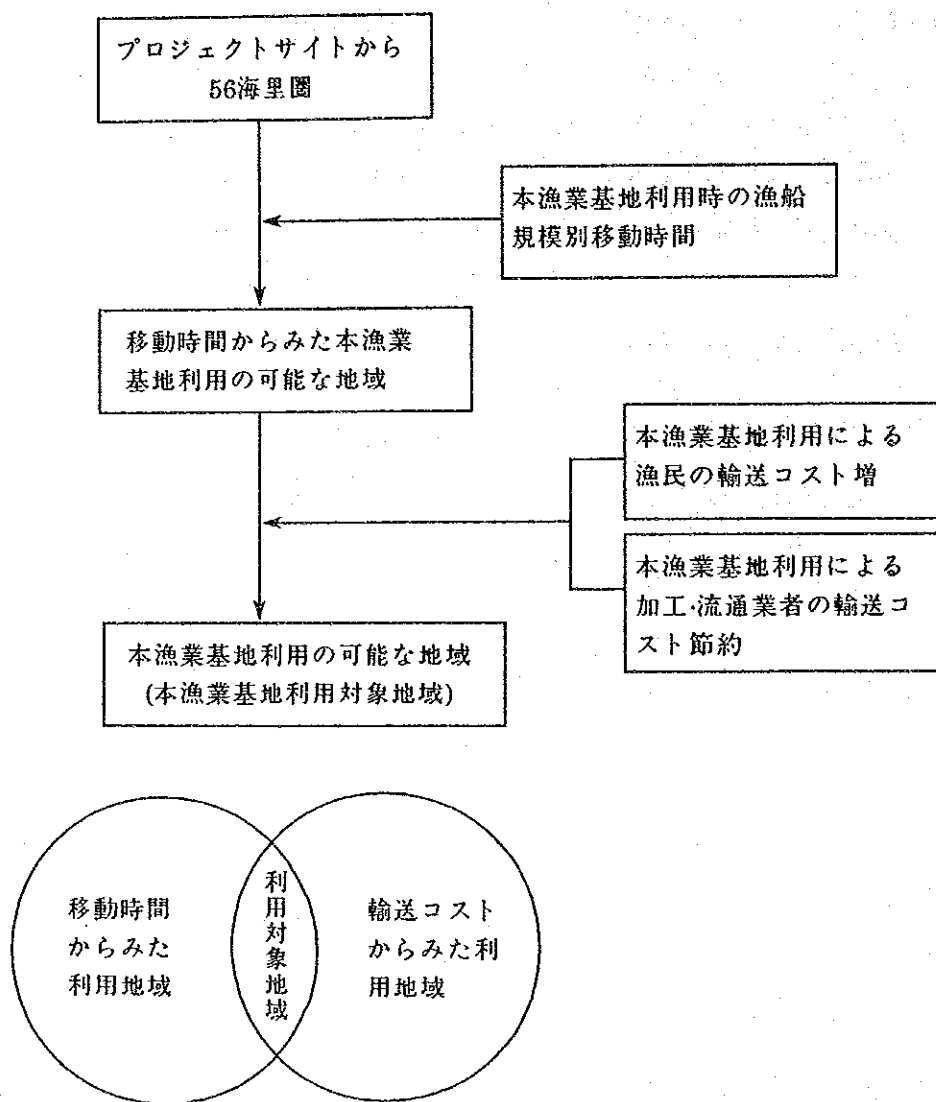 プロジェクトサイトから
56海里圏
本漁業基地利用時の漁船
規模別移動時間
移動時間からみた本漁業
基地利用の可能な地域
本漁業基地利用による
漁民の輸送コスト増
本漁業基地利用による
加工·流通業者の輸送コ
スト節約
本漁業基地利用の可能な地域
(本漁業基地利用対象地域)
移動時間
からみた
利用地域
利用対象地域
輸送コスト
からみた利
用地域